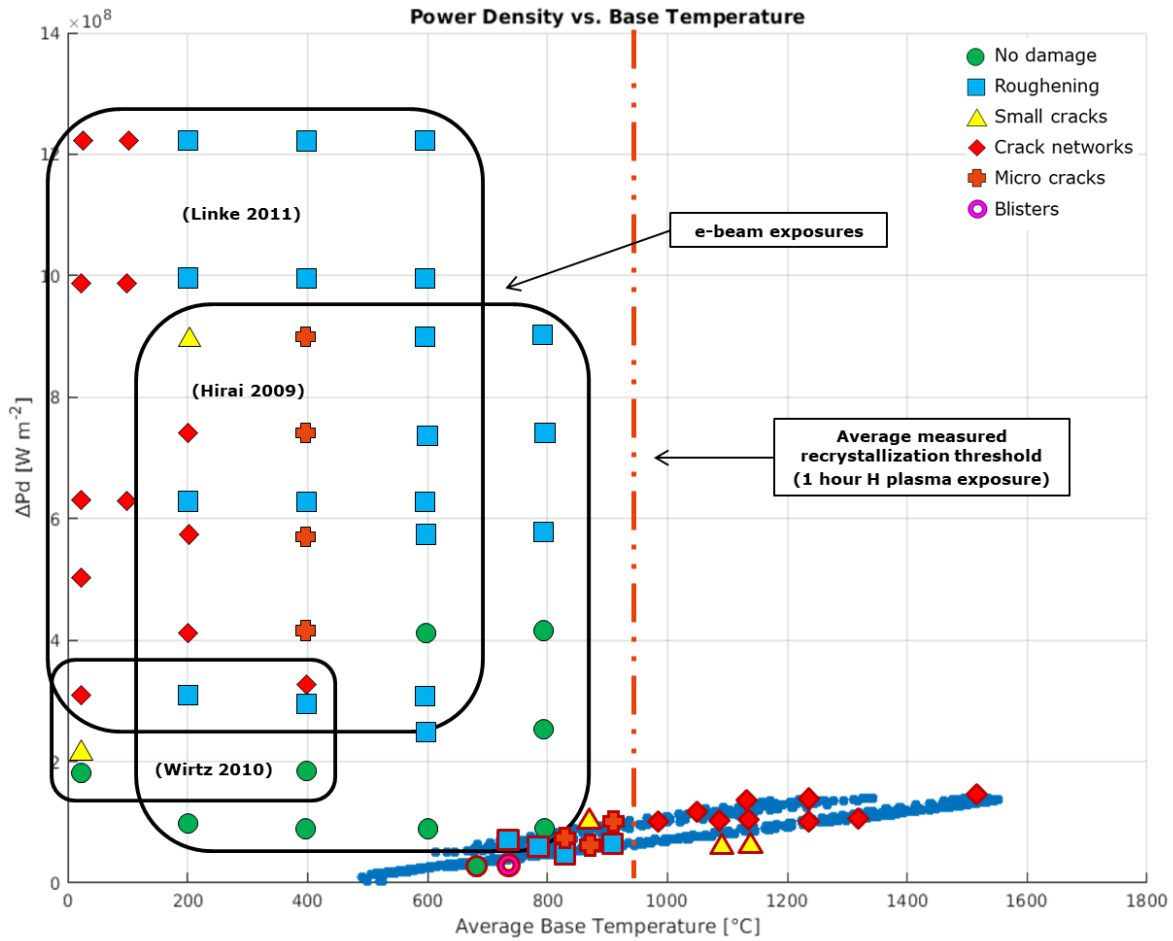 Power Density vs. Base Temperature
×10⁸
14
12
10
8
6
4
2
0
ΔPd [W m⁻²]
No damage
Roughening
Small cracks
Crack networks
Micro cracks
Blisters
(Linke 2011)
e-beam exposures
(Hirai 2009)
Average measured
recrystallization threshold
(1 hour H plasma exposure)
(Wirtz 2010)
0 200 400 600 800 1000 1200 1400 1600 1800
Average Base Temperature [°C]